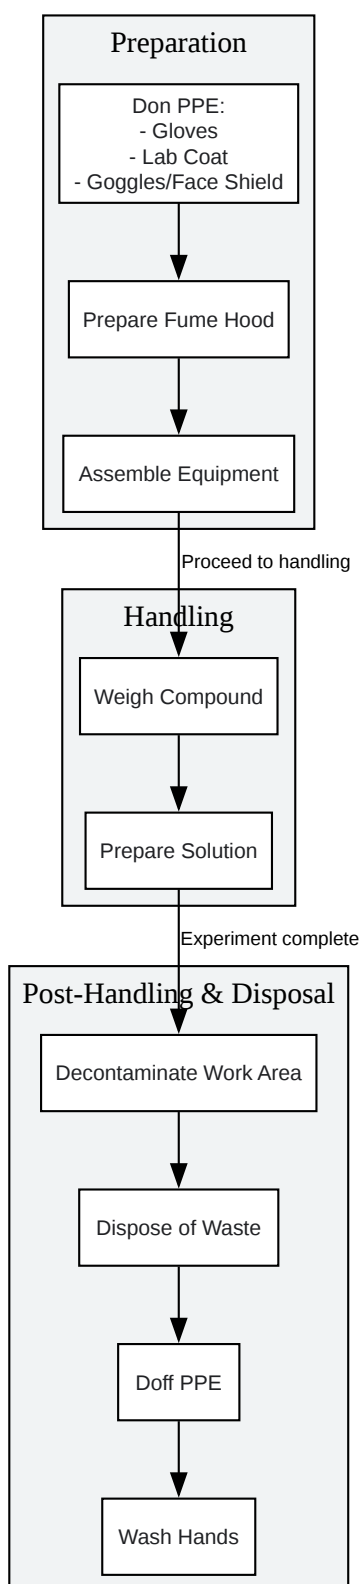 Preparation
Don PPE:
- Gloves
- Lab Coat
- Goggles/Face Shield
Prepare Fume Hood
Assemble Equipment
Proceed to handling
Handling
Weigh Compound
Prepare Solution
Experiment complete
Post-Handling & Disposal
Decontaminate Work Area
Dispose of Waste
Doff PPE
Wash Hands